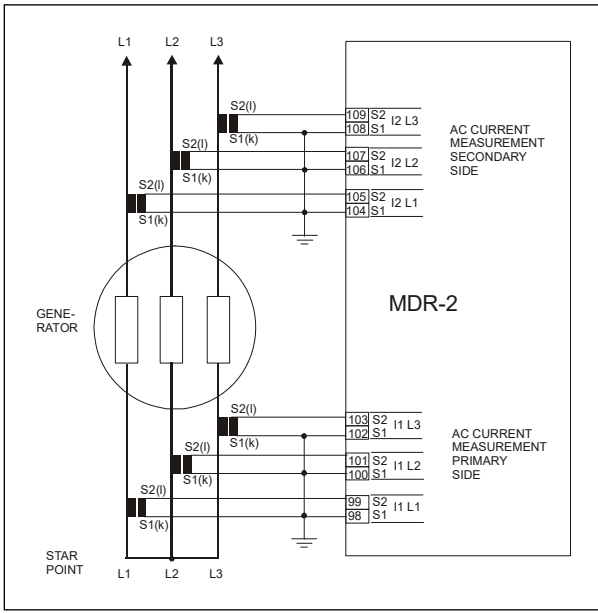 L1 L2 L3
S2(l)
109 S2 I2 L3
108 S1
S1(k)
AC CURRENT
MEASUREMENT
SECONDARY
SIDE
S2(l)
107 S2 I2 L2
106 S1
S1(k)
S2(l)
105 S2 I2 L1
104 S1
S1(k)
GENE-
RATOR
MDR-2
S2(l)
103 S2 I1 L3
102 S1
S1(k)
AC CURRENT
MEASUREMENT
PRIMARY
SIDE
S2(l)
101 S2 I1 L2
100 S1
S1(k)
S2(l)
99 S2 I1 L1
98 S1
S1(k)
STAR
POINT
L1 L2 L3